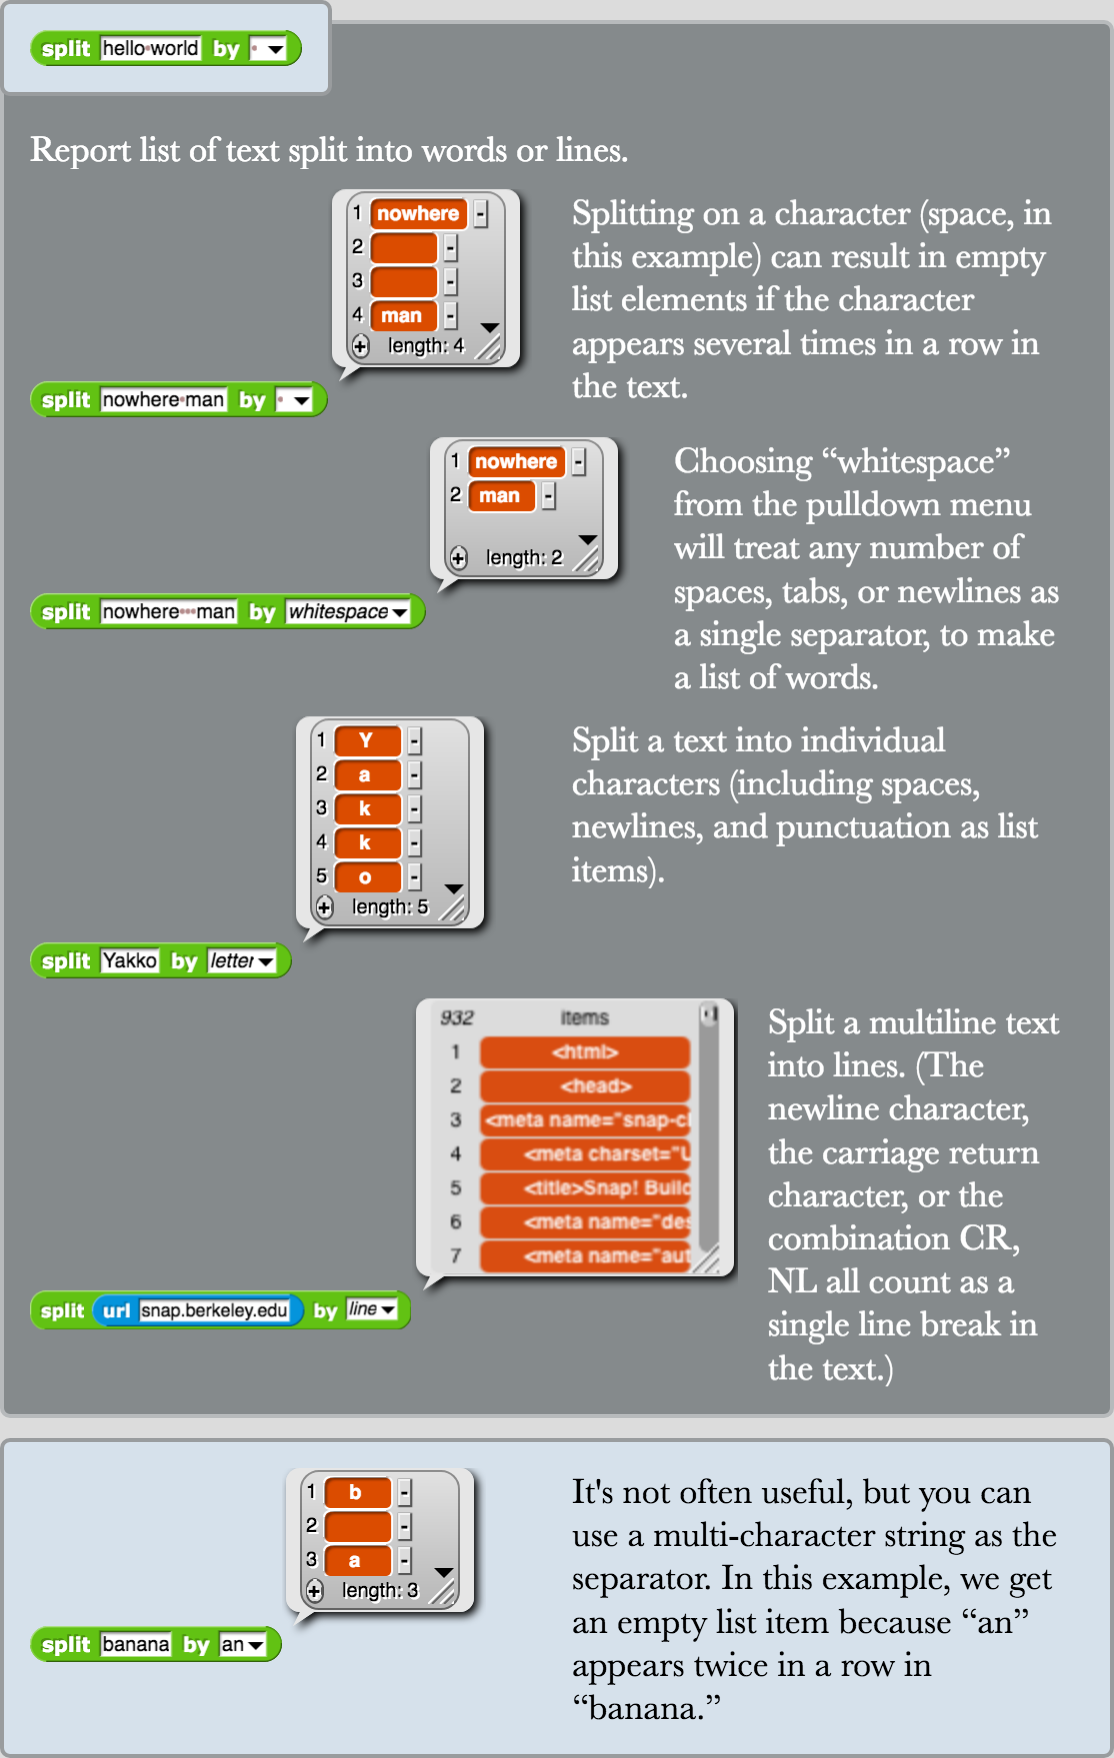 split hello·world by ·
Report list of text split into words or lines.
1 nowhere -
2 -
3 -
4 man -
+ length: 4
split nowhere·man by ·
Splitting on a character (space, in
this example) can result in empty
list elements if the character
appears several times in a row in
the text.
1 nowhere -
2 man -
+ length: 2
split nowhere···man by whitespace
Choosing “whitespace”
from the pulldown menu
will treat any number of
spaces, tabs, or newlines as
a single separator, to make
a list of words.
1 Y -
2 a -
3 k -
4 k -
5 o -
+ length: 5
split Yakko by letter
Split a text into individual
characters (including spaces,
newlines, and punctuation as list
items).
932 items
1 <html>
2 <head>
3 <meta name="snap-cl
4 <meta charset="U
5 <title>Snap! Build
6 <meta name="des
7 <meta name="aut
split url snap.berkeley.edu by line
Split a multiline text
into lines. (The
newline character,
the carriage return
character, or the
combination CR,
NL all count as a
single line break in
the text.)
1 b -
2 -
3 a -
+ length: 3
split banana by an
It's not often useful, but you can
use a multi-character string as the
separator. In this example, we get
an empty list item because “an”
appears twice in a row in
“banana.”